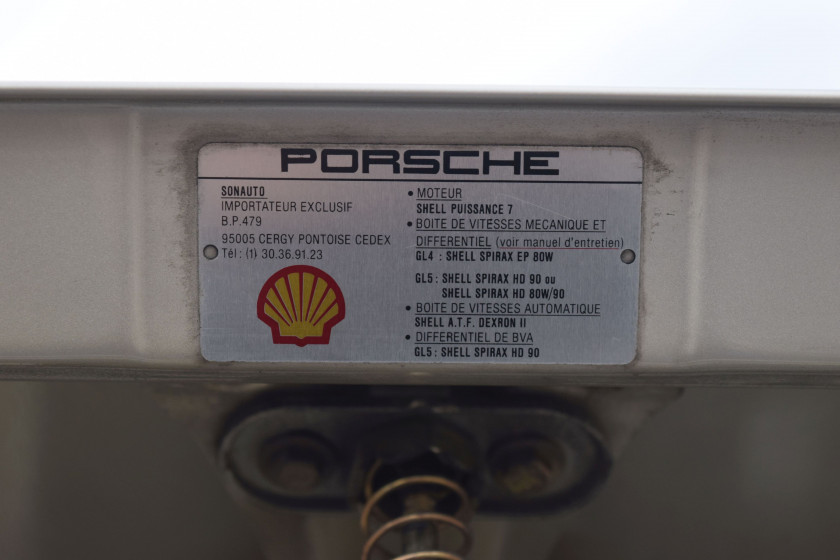 PORSCHE
SONAUTO
IMPORTATEUR EXCLUSIF
B.P.479
95005 CERGY PONTOISE CEDEX
Tél: (1) 30.36.91.23
• MOTEUR
SHELL PUISSANCE 7
• BOITE DE VITESSES MECANIQUE ET
DIFFERENTIEL (voir manuel d'entretien)
GL4 : SHELL SPIRAX EP 80W
GL5 : SHELL SPIRAX HD 90 ou
SHELL SPIRAX HD 80W/90
• BOITE DE VITESSES AUTOMATIQUE
SHELL A.T.F. DEXRON II
• DIFFERENTIEL DE BVA
GL5 : SHELL SPIRAX HD 90